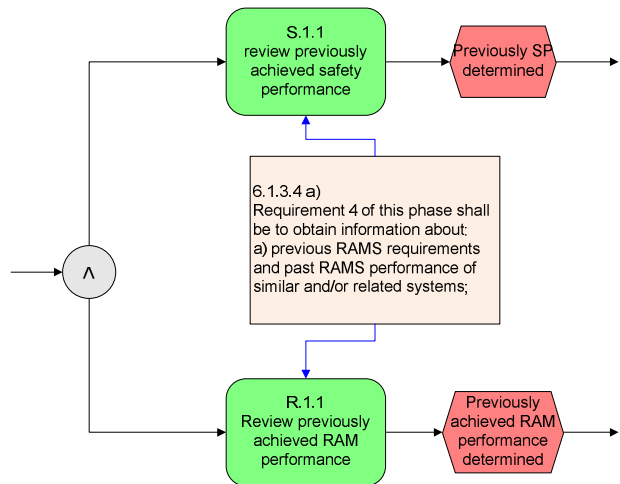 S.1.1
review previously
achieved safety
performance
Previously SP
determined
6.1.3.4 a)
Requirement 4 of this phase shall
be to obtain information about:
a) previous RAMS requirements
and past RAMS performance of
similar and/or related systems;
Λ
R.1.1
Review previously
achieved RAM
performance
Previously
achieved RAM
performance
determined